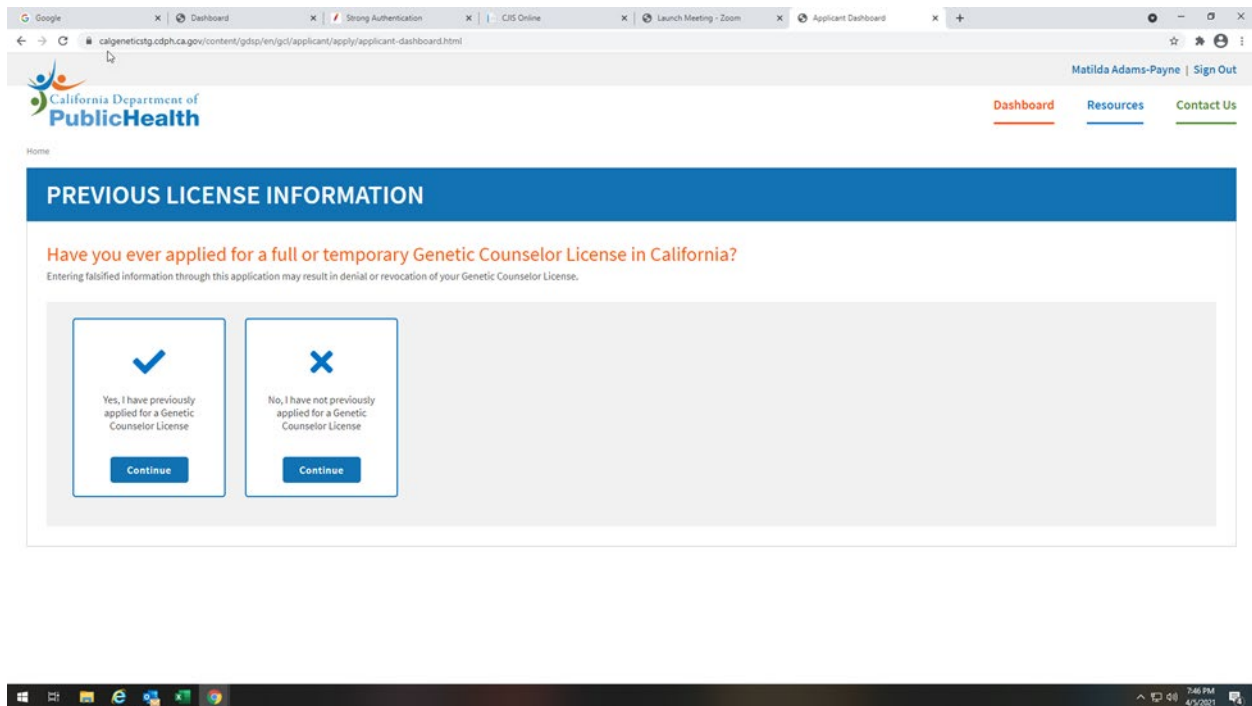 Google
Dashboard
Strong Authentication
CJIS Online
Launch Meeting - Zoom
Applicant Dashboard
calgeneticstg.cdph.ca.gov/content/gdsp/en/gcl/applicant/apply/applicant-dashboard.html
Matilda Adams-Payne | Sign Out
California Department of
PublicHealth
Dashboard Resources Contact Us
Home
PREVIOUS LICENSE INFORMATION
Have you ever applied for a full or temporary Genetic Counselor License in California?
Entering falsified information through this application may result in denial or revocation of your Genetic Counselor License.
Yes, I have previously
applied for a Genetic
Counselor License
Continue
No, I have not previously
applied for a Genetic
Counselor License
Continue
7:46 PM
4/5/2021